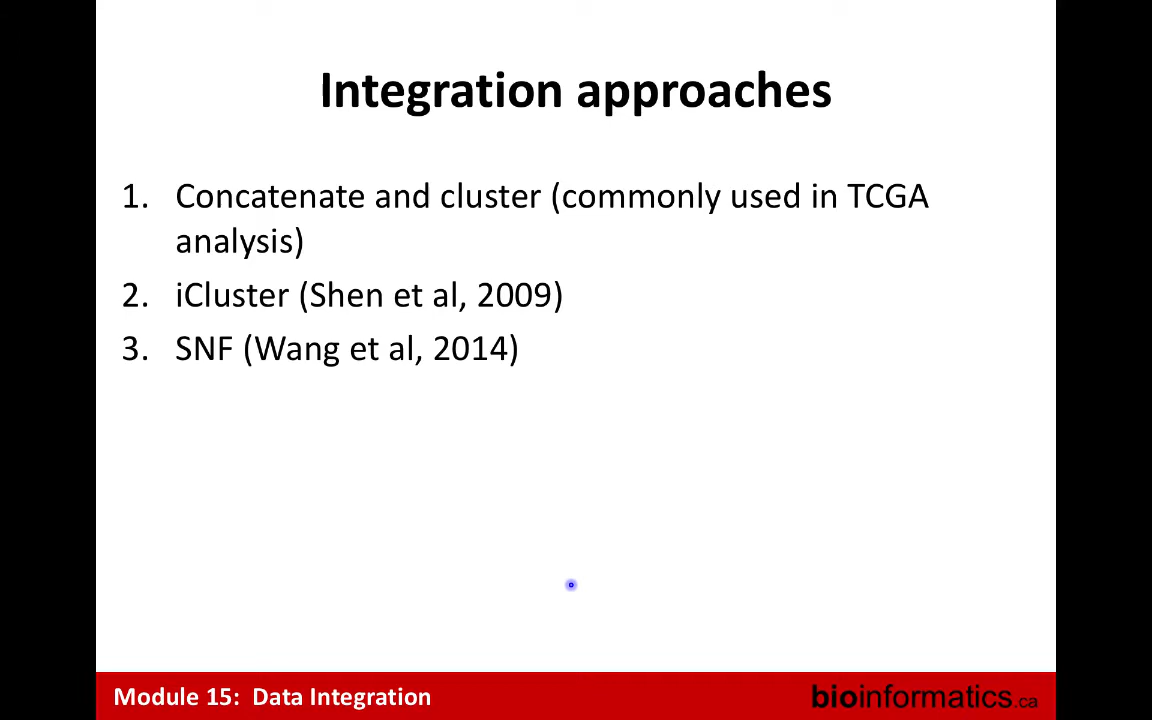 Integration approaches
1. Concatenate and cluster (commonly used in TCGA
analysis)
2. iCluster (Shen et al, 2009)
3. SNF (Wang et al, 2014)
Module 15: Data Integration
bioinformatics.ca